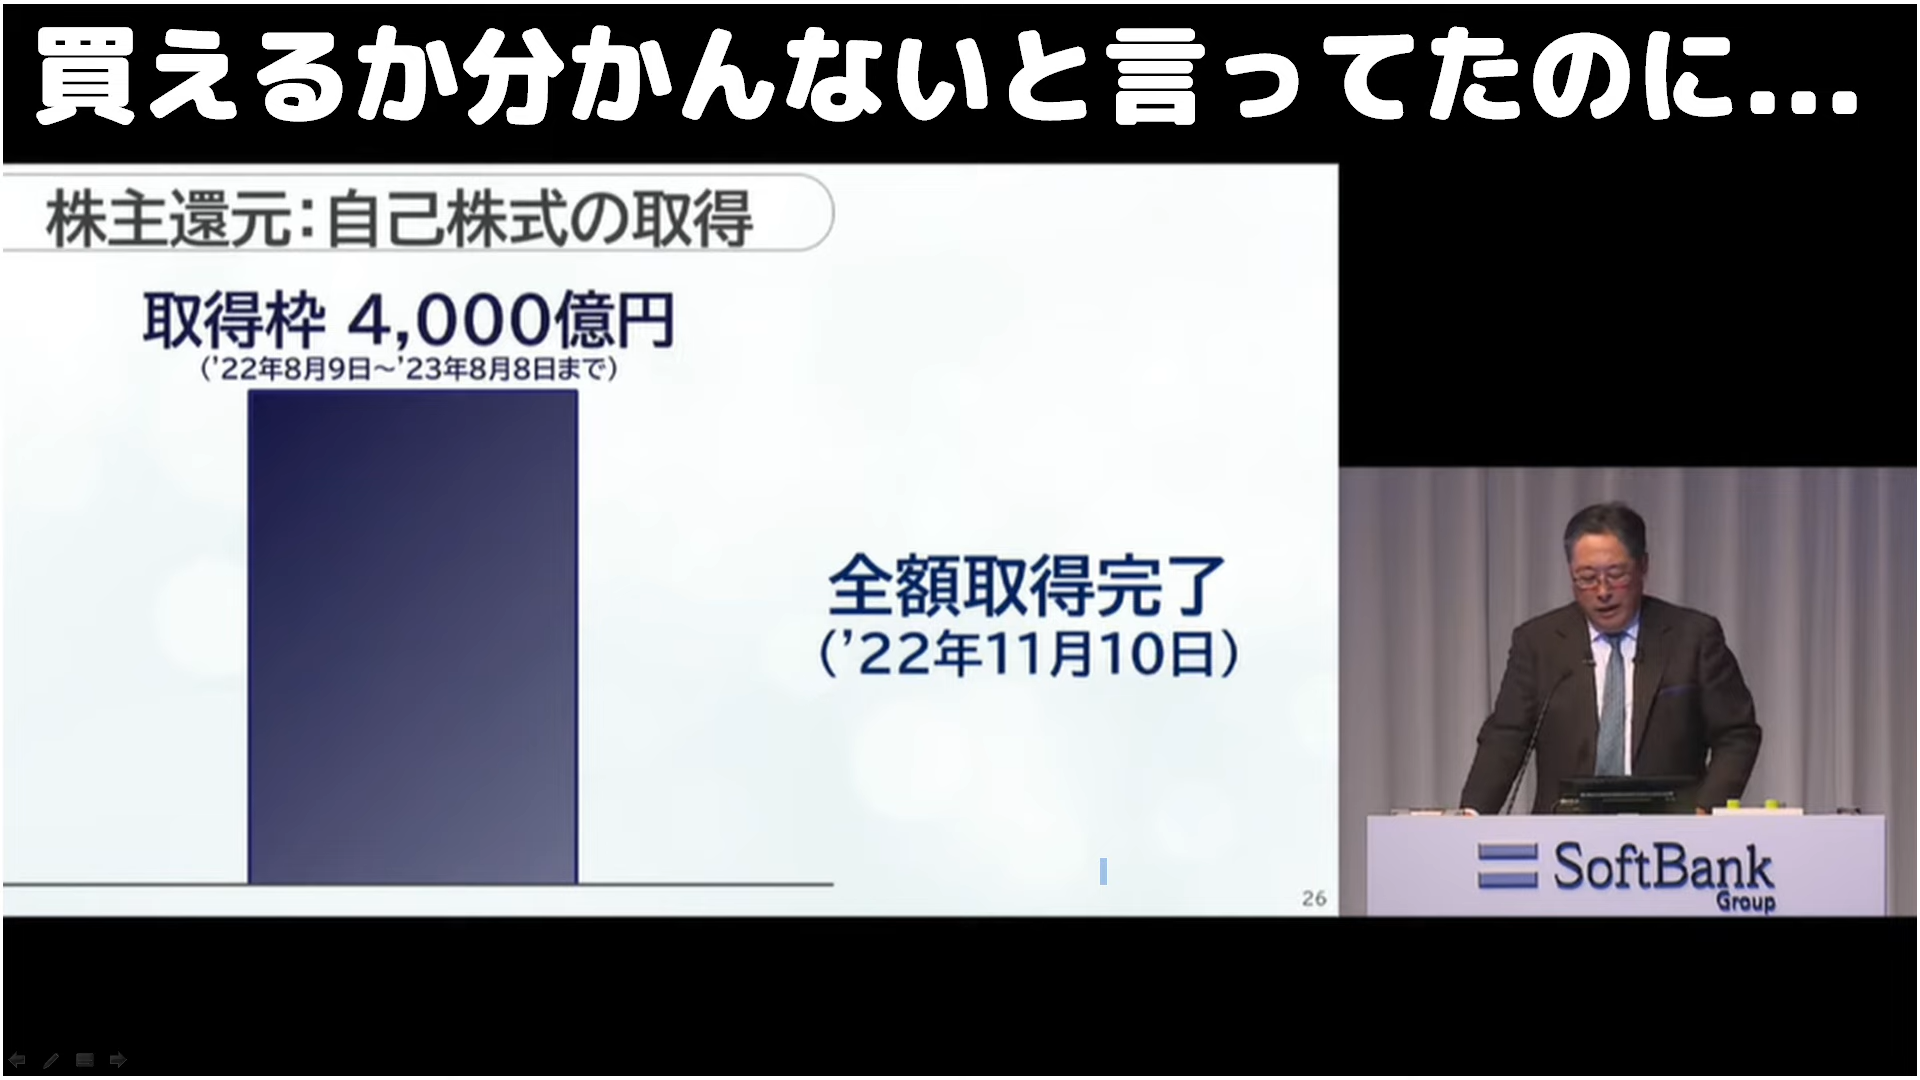 買えるか分かんないと言ってたのに...
株主還元：自己株式の取得
取得枠 4,000億円
（’22年8月9日～’23年8月8日まで）
全額取得完了
（’22年11月10日）
26
SoftBank
Group